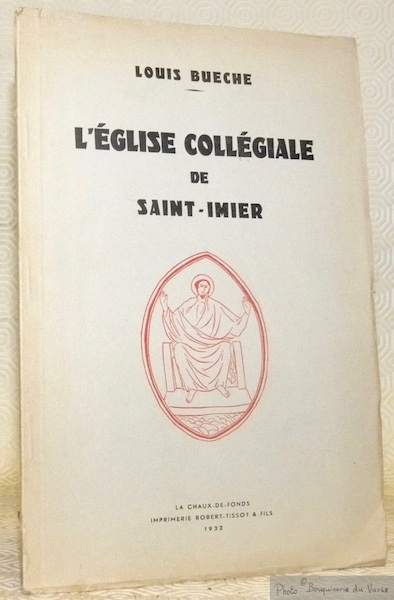 LOUIS BUECHE
L'ÉGLISE COLLÉGIALE
DE
SAINT-IMIER
LA CHAUX-DE-FONDS
IMPRIMERIE ROBERT-TISSOT & FILS
1932
Photo © Bouquinerie du Varis